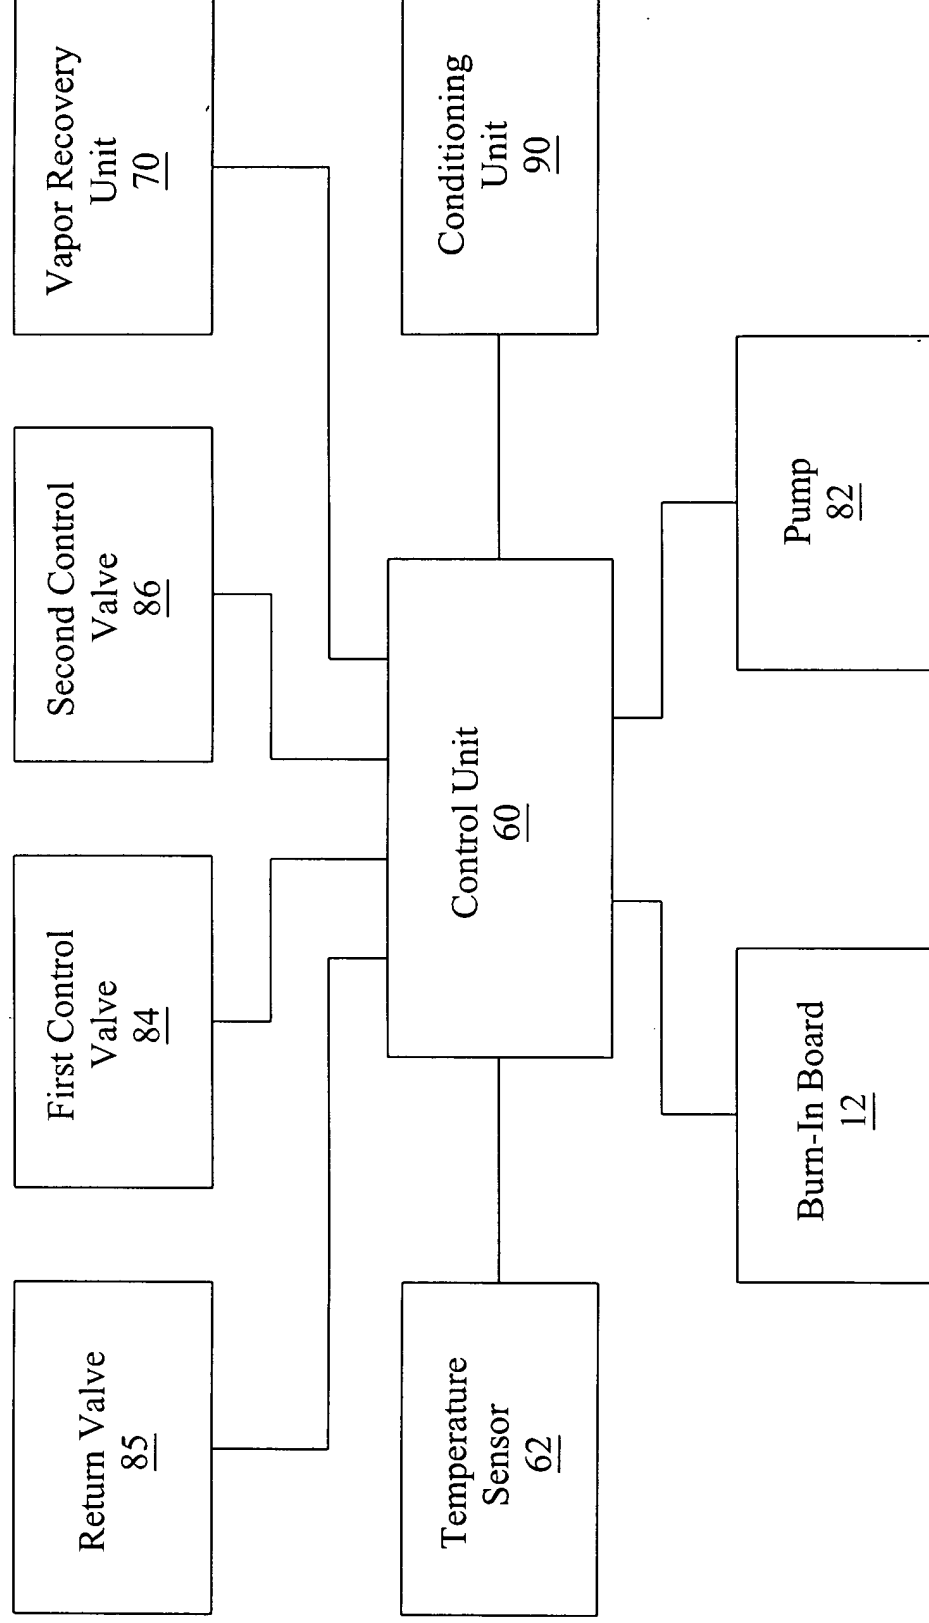 Return Valve
85
First Control
Valve
84
Second Control
Valve
86
Vapor Recovery
Unit
70
Temperature
Sensor
62
Control Unit
60
Conditioning
Unit
90
Burn-In Board
12
Pump
82